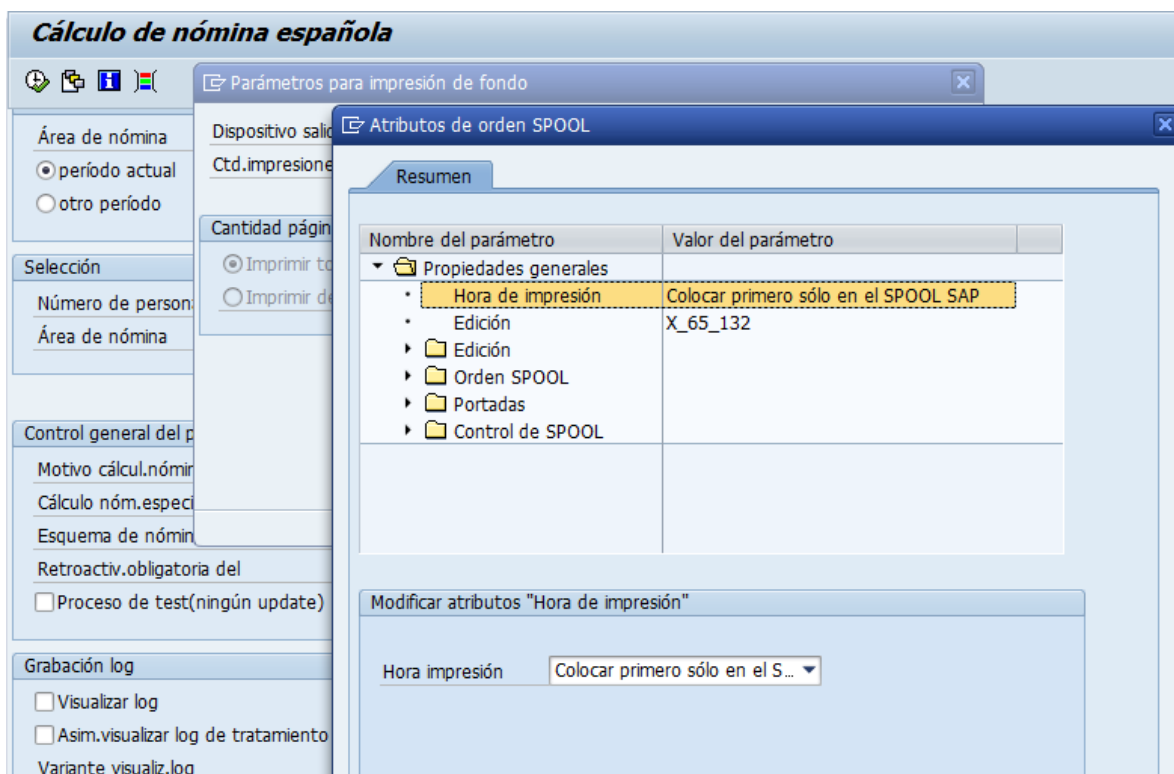 Cálculo de nómina española
Parámetros para impresión de fondo
Atributos de orden SPOOL
Área de nómina
período actual
otro período
Selección
Número de person
Área de nómina
Control general del p
Motivo cálcul.nómin
Cálculo nóm.especi
Esquema de nómin
Retroactiv.obligatoria del
Proceso de test(ningún update)
Grabación log
Visualizar log
Asim.visualizar log de tratamiento
Variante visualiz.log
Dispositivo salid
Ctd.impresione
Cantidad págin
Imprimir to
Imprimir de
Resumen
Nombre del parámetro Valor del parámetro
Propiedades generales
Hora de impresión Colocar primero sólo en el SPOOL SAP
Edición X_65_132
Edición
Orden SPOOL
Portadas
Control de SPOOL
Modificar atributos "Hora de impresión"
Hora impresión Colocar primero sólo en el S...